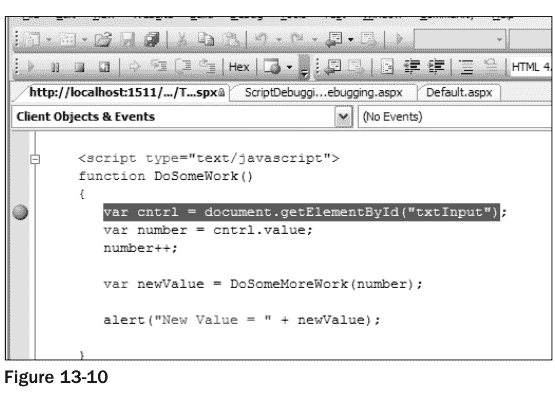 Hex
HTML 4.
http://localhost:1511/.../T...spx
ScriptDebuggi...ebugging.aspx
Default.aspx
Client Objects & Events
(No Events)
<script type="text/javascript">
function DoSomeWork()
{
var cntrl = document.getElementById("txtInput");
var number = cntrl.value;
number++;
var newValue = DoSomeMoreWork(number);
alert("New Value = " + newValue);
}
Figure 13-10